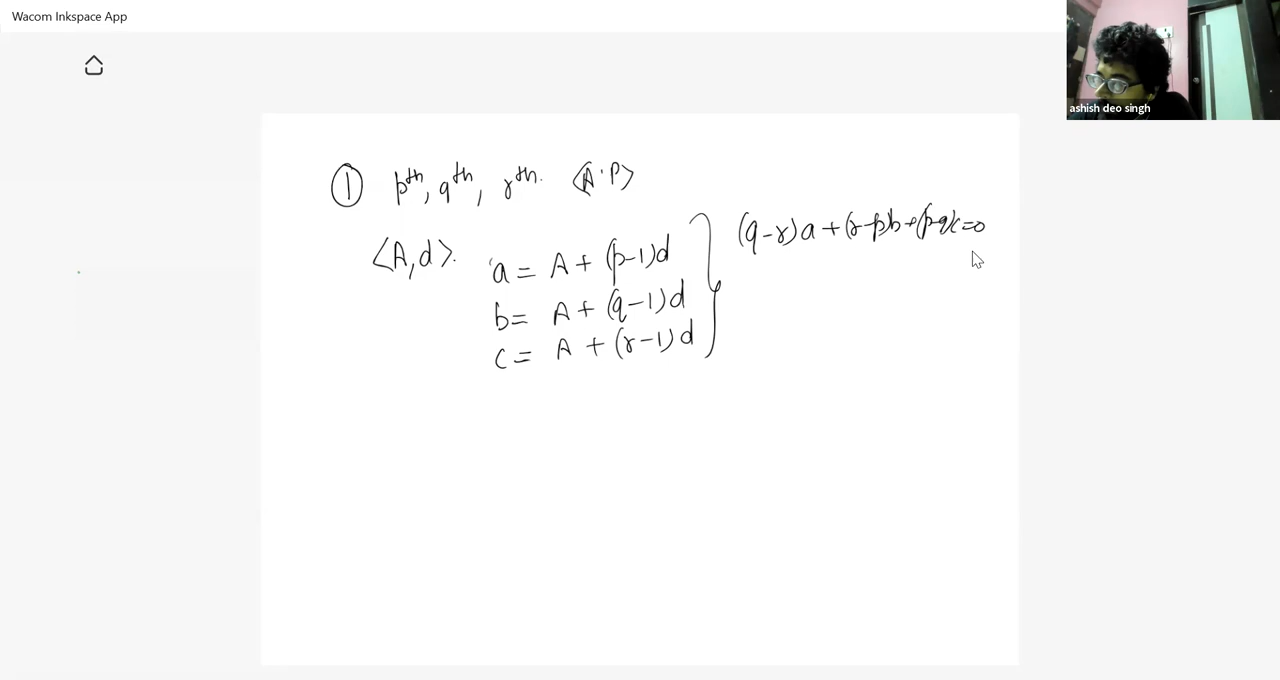 Wacom Inkspace App
ashish deo singh
① pth, qth, rth. <A.P>
<A,d>.
a = A + (p-1)d
b = A + (q-1)d
c = A + (r-1)d
(q-r)a + (r-p)b + (p-q)c = 0